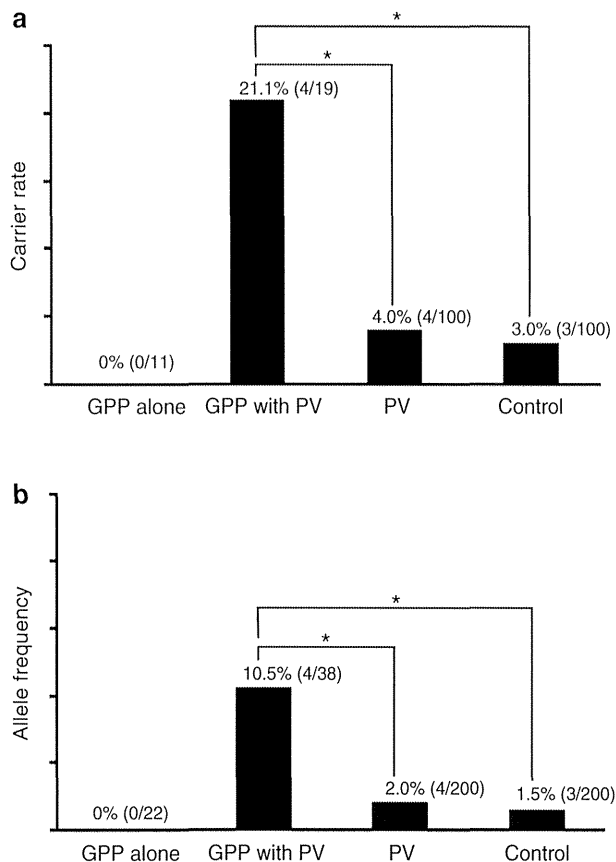 a
*
*
21.1% (4/19)
4.0% (4/100)
3.0% (3/100)
0% (0/11)
Carrier rate
GPP alone GPP with PV PV Control
b
*
*
10.5% (4/38)
2.0% (4/200)
1.5% (3/200)
0% (0/22)
Allele frequency
GPP alone GPP with PV PV Control